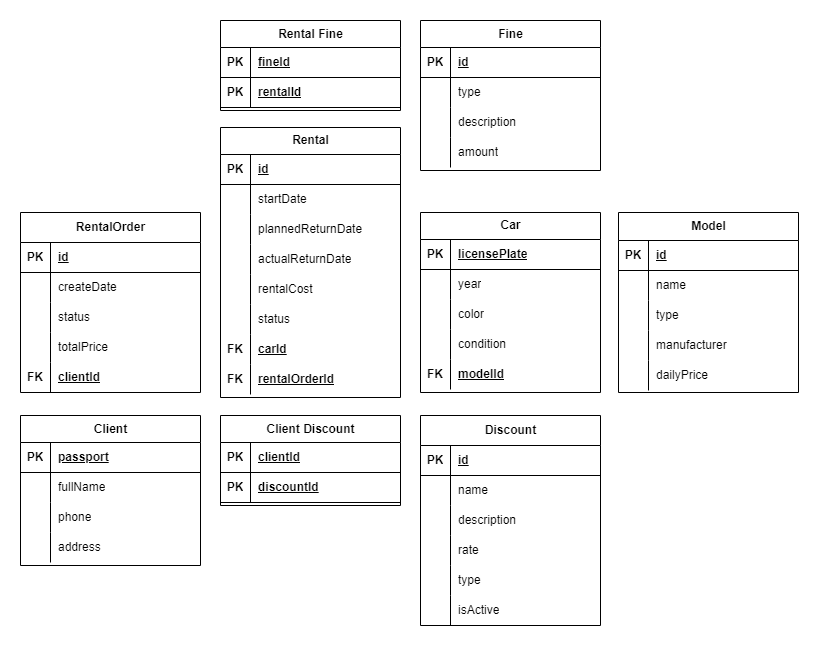 Rental Fine
PK fineId
PK rentalId
Fine
PK id
type
description
amount
Rental
PK id
startDate
plannedReturnDate
actualReturnDate
rentalCost
status
FK carId
FK rentalOrderId
RentalOrder
PK id
createDate
status
totalPrice
FK clientId
Car
PK licensePlate
year
color
condition
FK modelId
Model
PK id
name
type
manufacturer
dailyPrice
Client
PK passport
fullName
phone
address
Client Discount
PK clientId
PK discountId
Discount
PK id
name
description
rate
type
isActive